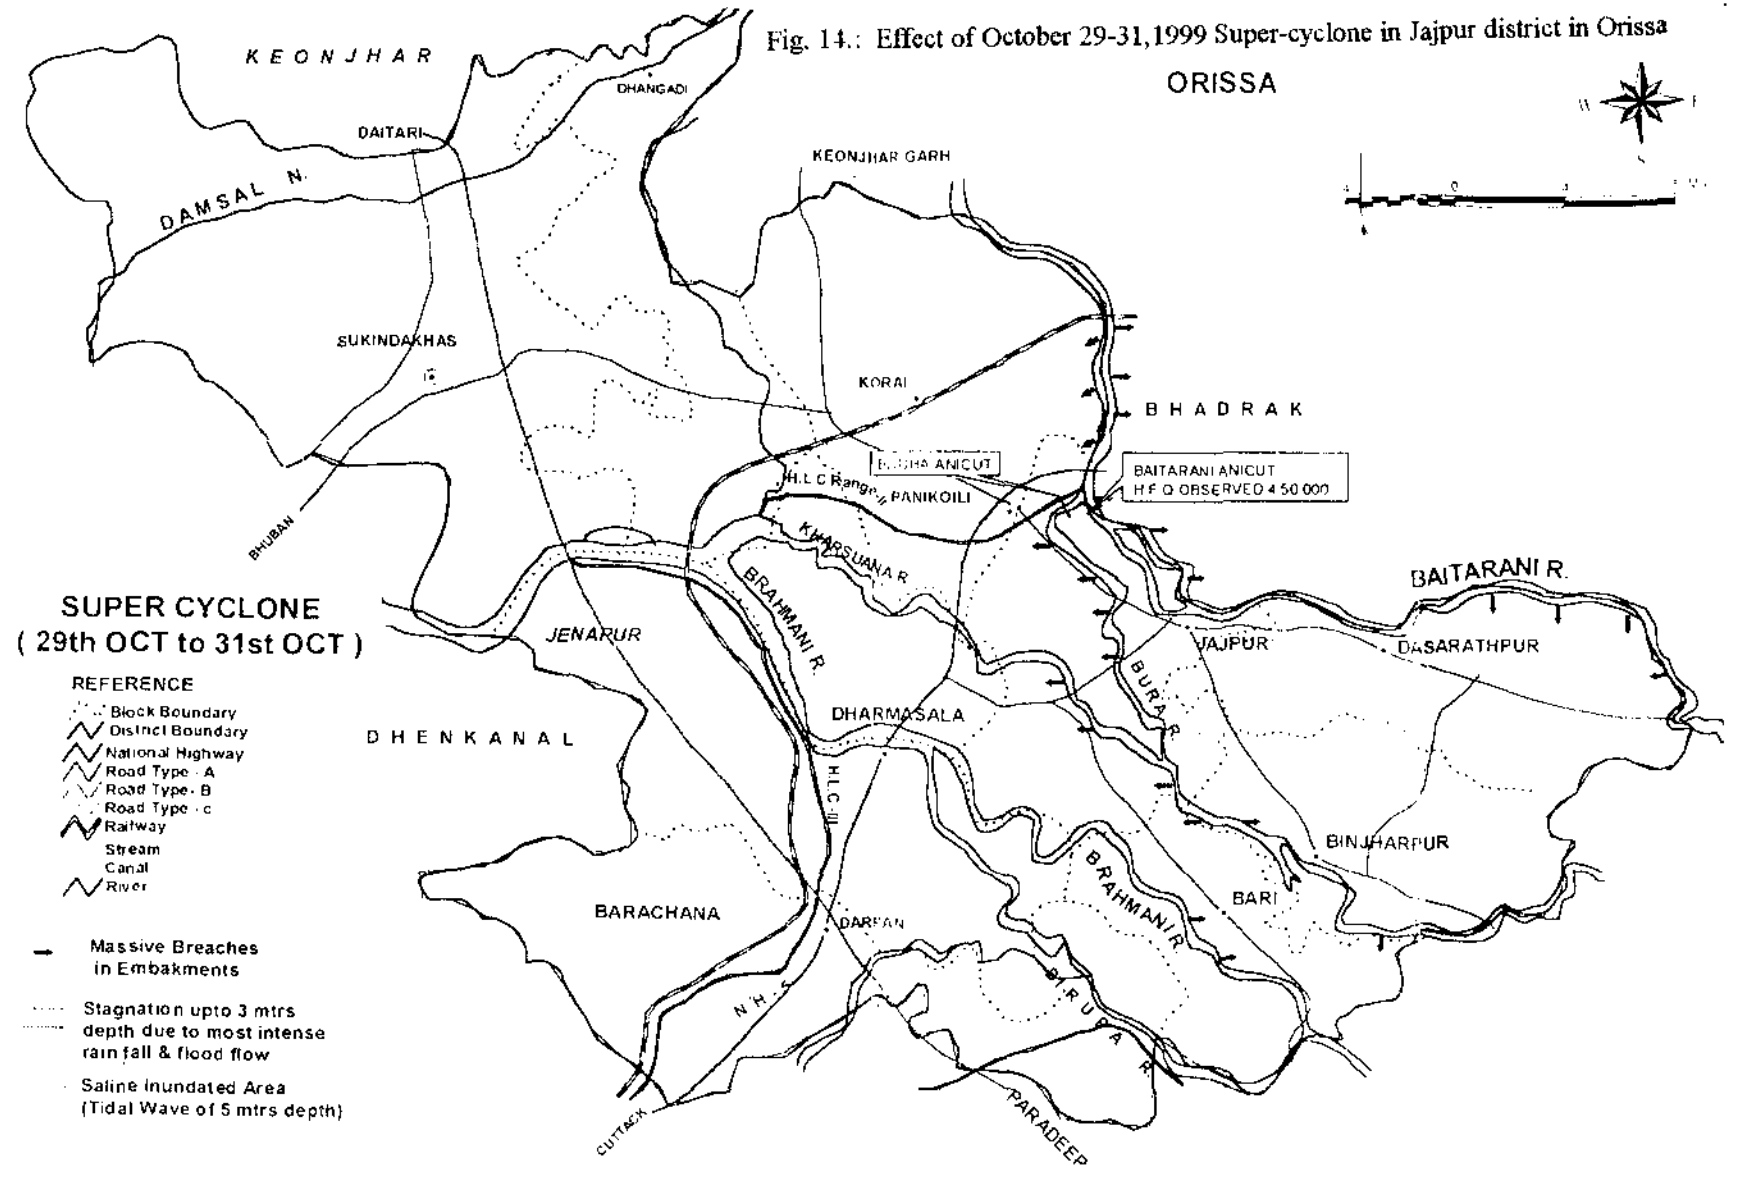 Fig. 14.: Effect of October 29-31,1999 Super-cyclone in Jajpur district in Orissa
ORISSA
KEONJHAR
DHANGADI
DAITARI
KEONJHAR GARH
DAMSAL N.
SUKINDAKHAS
KORAI
BHADRAK
ANICUT
BAITARANI ANICUT
H F Q OBSERVED 4 50 000
H.L C Range-II
PANIKOILI
BHUBAN
KHARSUANA R
BRAHMANI R.
BAITARANI R.
SUPER CYCLONE
( 29th OCT to 31st OCT )
JENAPUR
JAJPUR
DASARATHPUR
BURA R
REFERENCE
Block Boundary
District Boundary
National Highway
Road Type - A
Road Type - B
Road Type - c
Railway
Stream
Canal
River
DHENKANAL
DHARMASALA
H.L.C III
BINJHARPUR
BRAHMANI R
BARI
BARACHANA
DARPAN
Massive Breaches
in Embakments
N.H.-5
R
Stagnation upto 3 mtrs
depth due to most intense
rain fall & flood flow
Saline Inundated Area
(Tidal Wave of 5 mtrs depth)
CUTTACK
PARADEEP